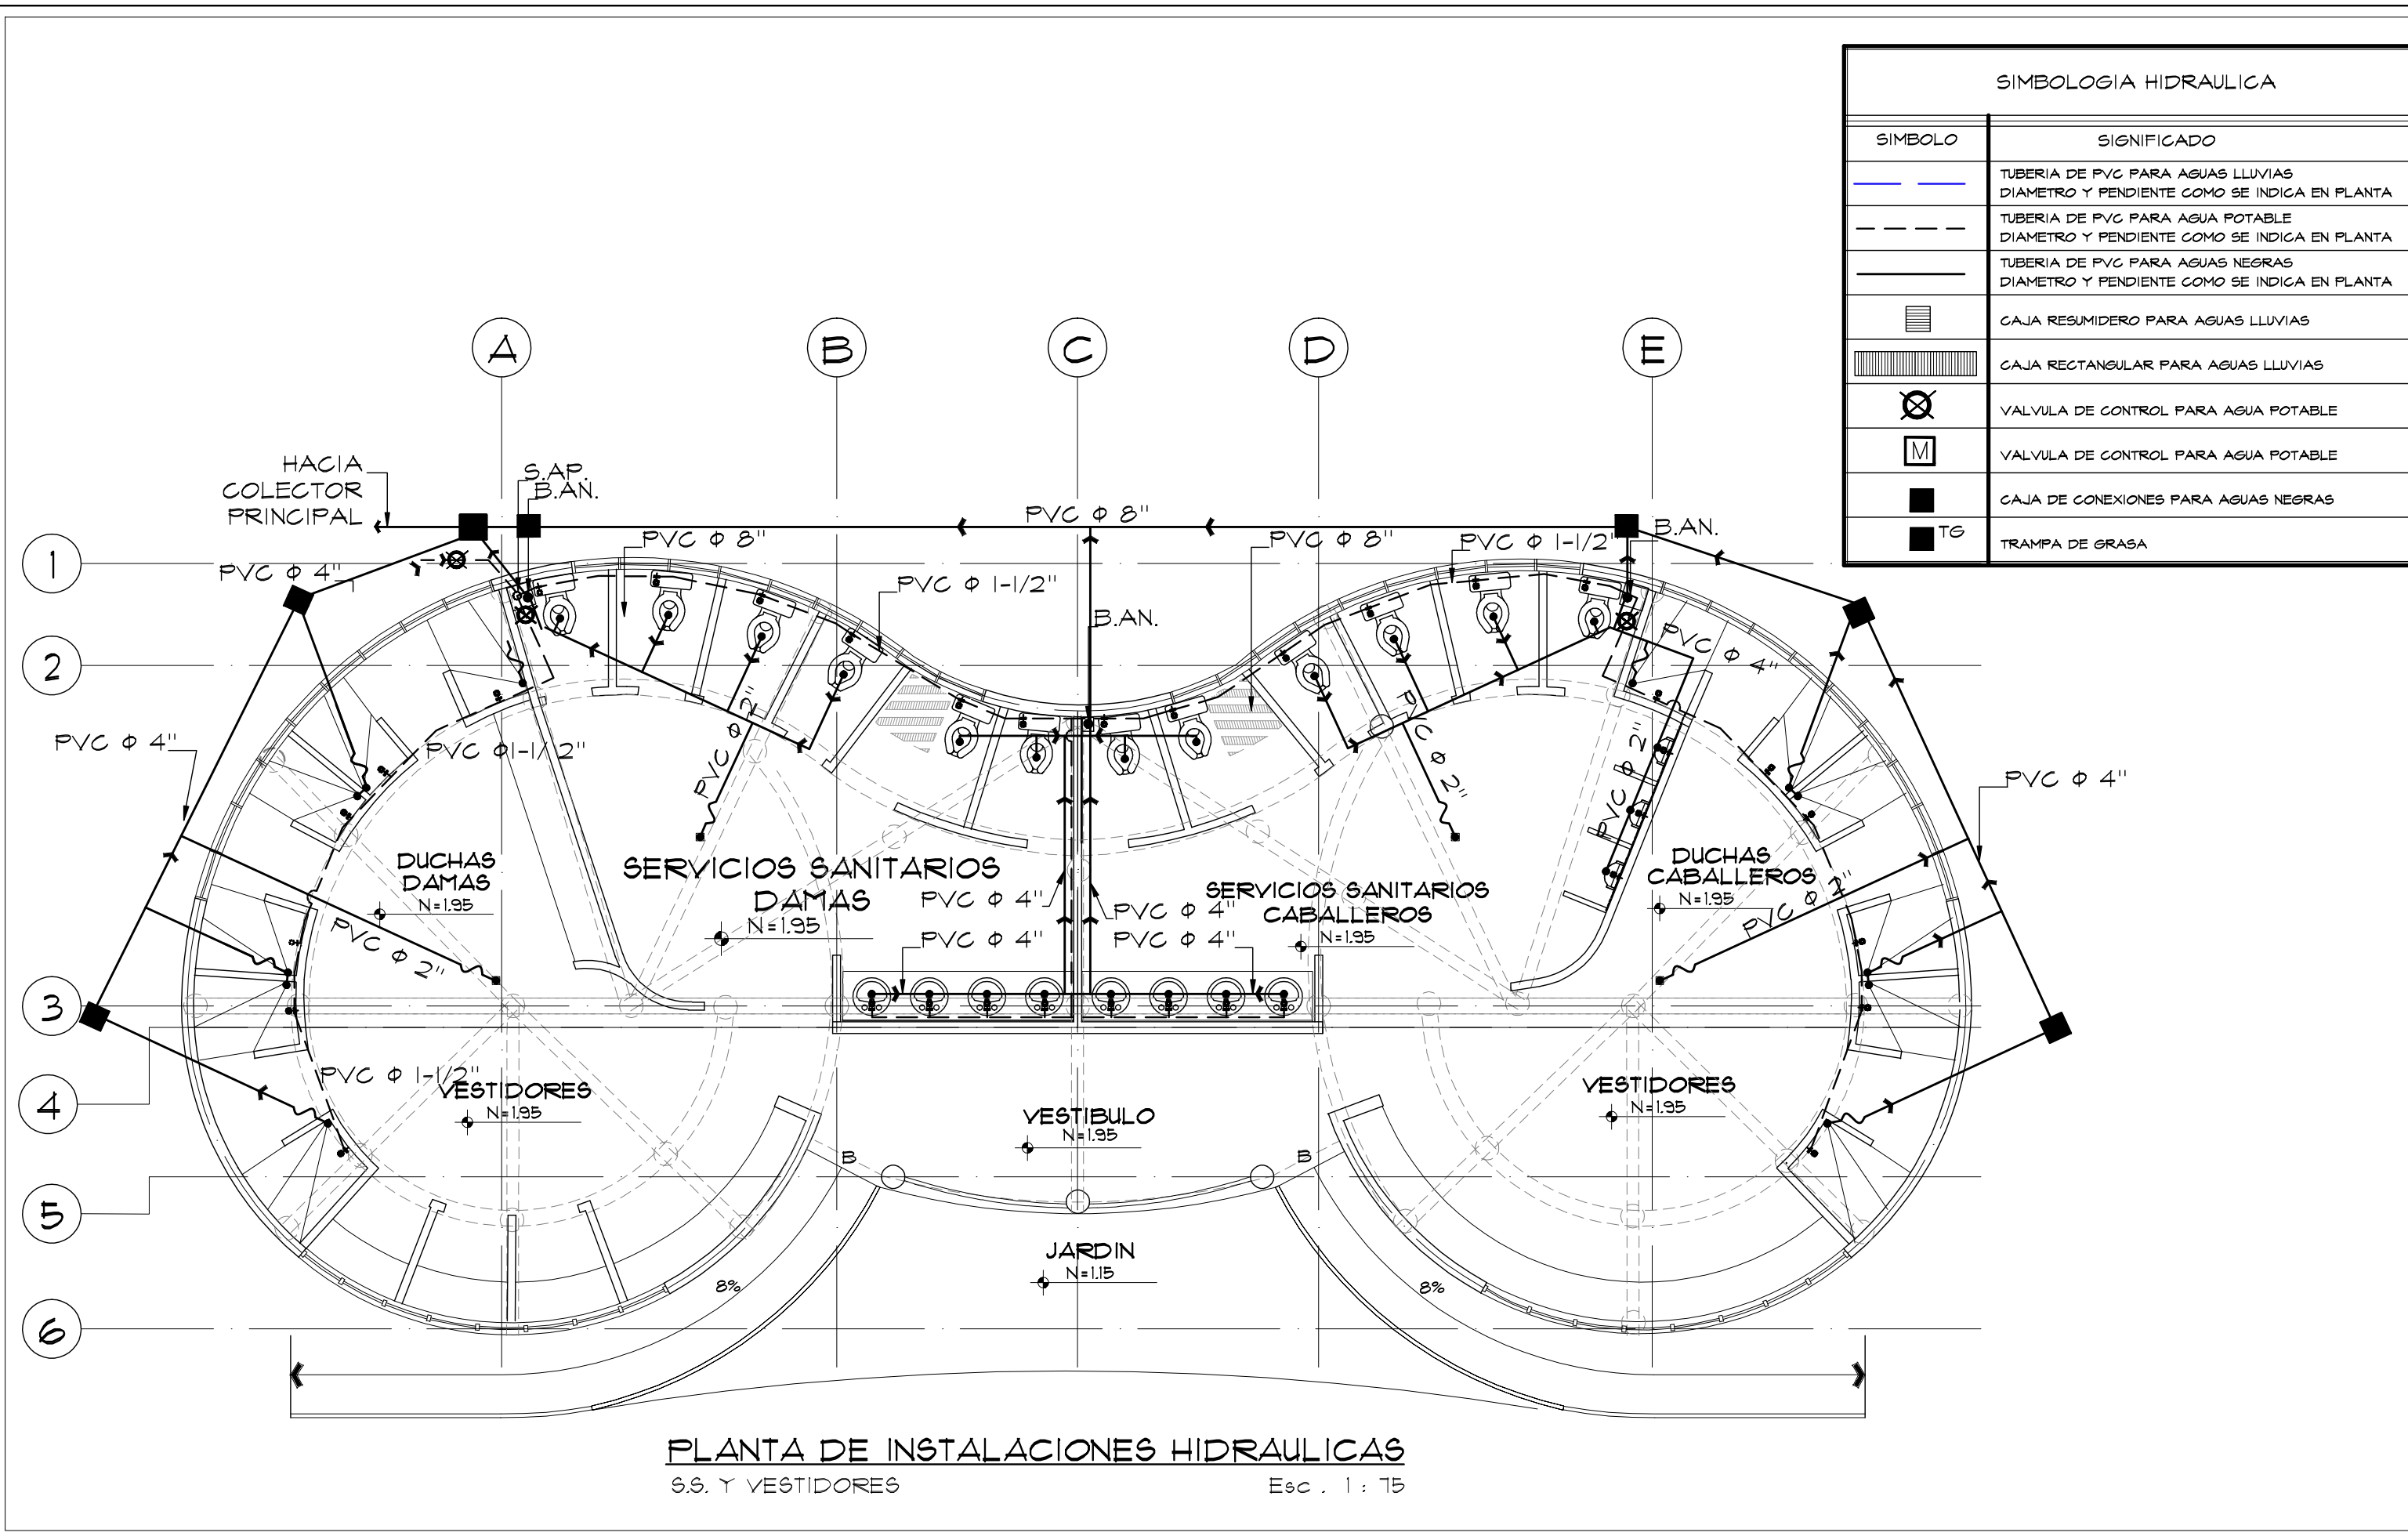 SIMBOLOGIA HIDRAULICA
SIMBOLO
SIGNIFICADO
TUBERIA DE PVC PARA AGUAS LLUVIAS
DIAMETRO Y PENDIENTE COMO SE INDICA EN PLANTA
TUBERIA DE PVC PARA AGUA POTABLE
DIAMETRO Y PENDIENTE COMO SE INDICA EN PLANTA
TUBERIA DE PVC PARA AGUAS NEGRAS
DIAMETRO Y PENDIENTE COMO SE INDICA EN PLANTA
CAJA RESUMIDERO PARA AGUAS LLUVIAS
CAJA RECTANGULAR PARA AGUAS LLUVIAS
VALVULA DE CONTROL PARA AGUA POTABLE
M
VALVULA DE CONTROL PARA AGUA POTABLE
CAJA DE CONEXIONES PARA AGUAS NEGRAS
TG
TRAMPA DE GRASA
A
B
C
D
E
HACIA
COLECTOR
PRINCIPAL
S.AP.
B.AN.
PVC Φ 8"
B.AN.
1
PVC Φ 8"
PVC Φ 8"
PVC Φ 1-1/2"
PVC Φ 4"
PVC Φ 1-1/2"
B.AN.
2
PVC Φ 4"
PVC Φ 2"
PVC Φ 2"
PVC Φ 2"
PVC Φ 4"
PVC Φ1-1/2"
PVC Φ 4"
DUCHAS
DAMAS
N=1.95
SERVICIOS SANITARIOS
DAMAS
N=1.95
PVC Φ 4"
PVC Φ 4"
PVC Φ 4"
PVC Φ 4"
SERVICIOS SANITARIOS
CABALLEROS
N=1.95
DUCHAS
CABALLEROS
N=1.95
PVC Φ 2"
PVC Φ 2"
3
4
PVC Φ 1-1/2"
VESTIDORES
N=1.95
VESTIBULO
N=1.95
VESTIDORES
N=1.95
B
B
5
JARDIN
N=1.15
8%
8%
6
PLANTA DE INSTALACIONES HIDRAULICAS
S.S. Y VESTIDORES
Esc . 1 : 75